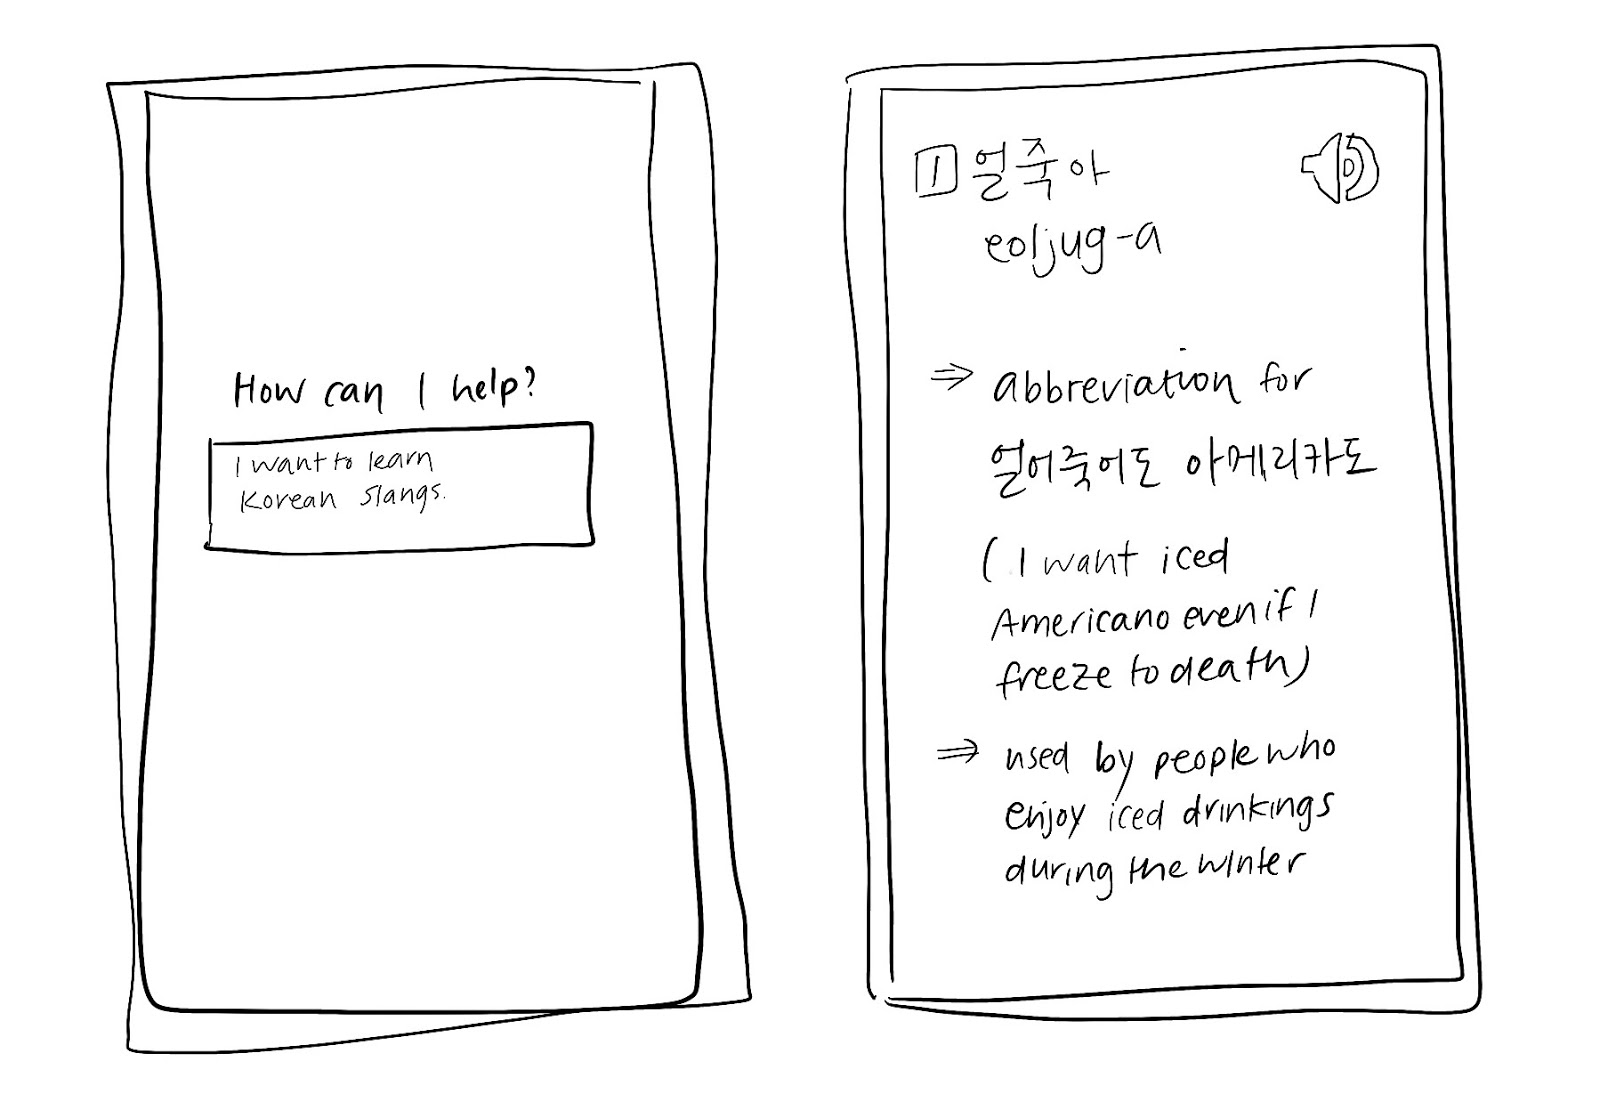 How can I help?
I want to learn
Korean slangs.
1 얼죽아
eoljug-a
⇒ abbreviation for
얼어죽어도 아메리카도
(I want iced
Americano even if I
freeze to death)
⇒ used by people who
enjoy iced drinkings
during the winter